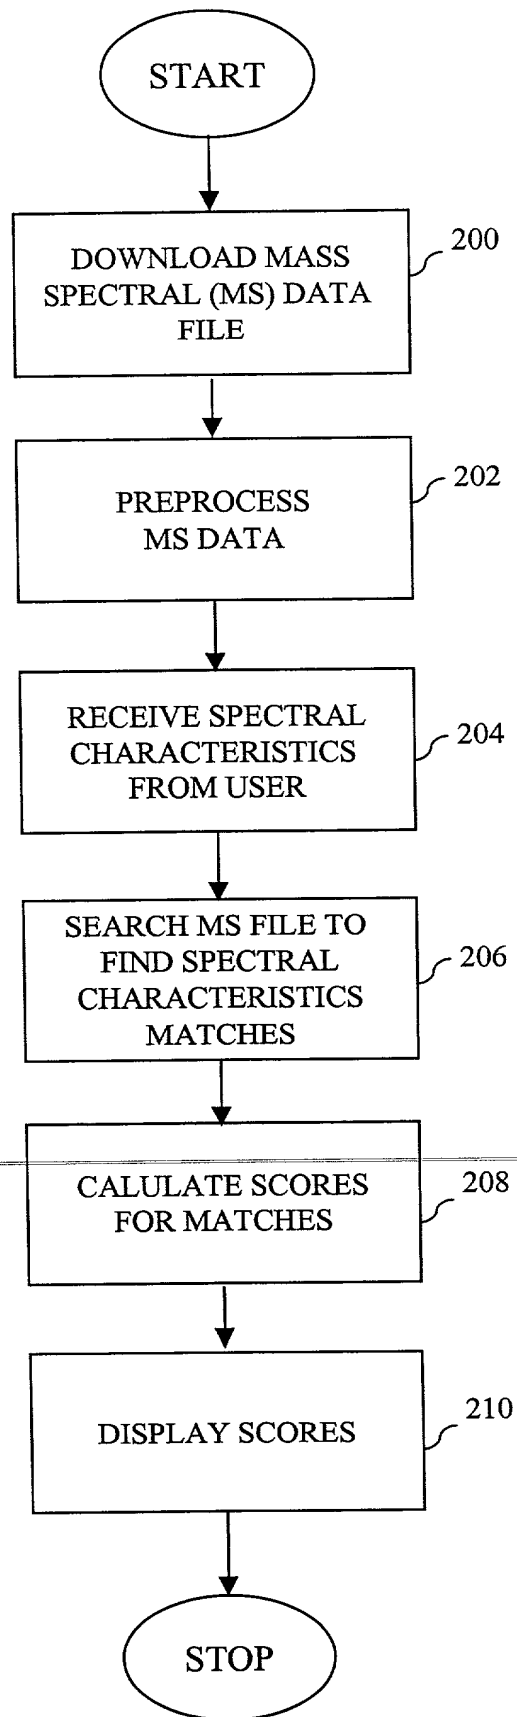 START
200
DOWNLOAD MASS
SPECTRAL (MS) DATA
FILE
202
PREPROCESS
MS DATA
RECEIVE SPECTRAL
CHARACTERISTICS
FROM USER
204
SEARCH MS FILE TO
FIND SPECTRAL
CHARACTERISTICS
MATCHES
206
CALULATE SCORES
FOR MATCHES
208
DISPLAY SCORES
210
STOP